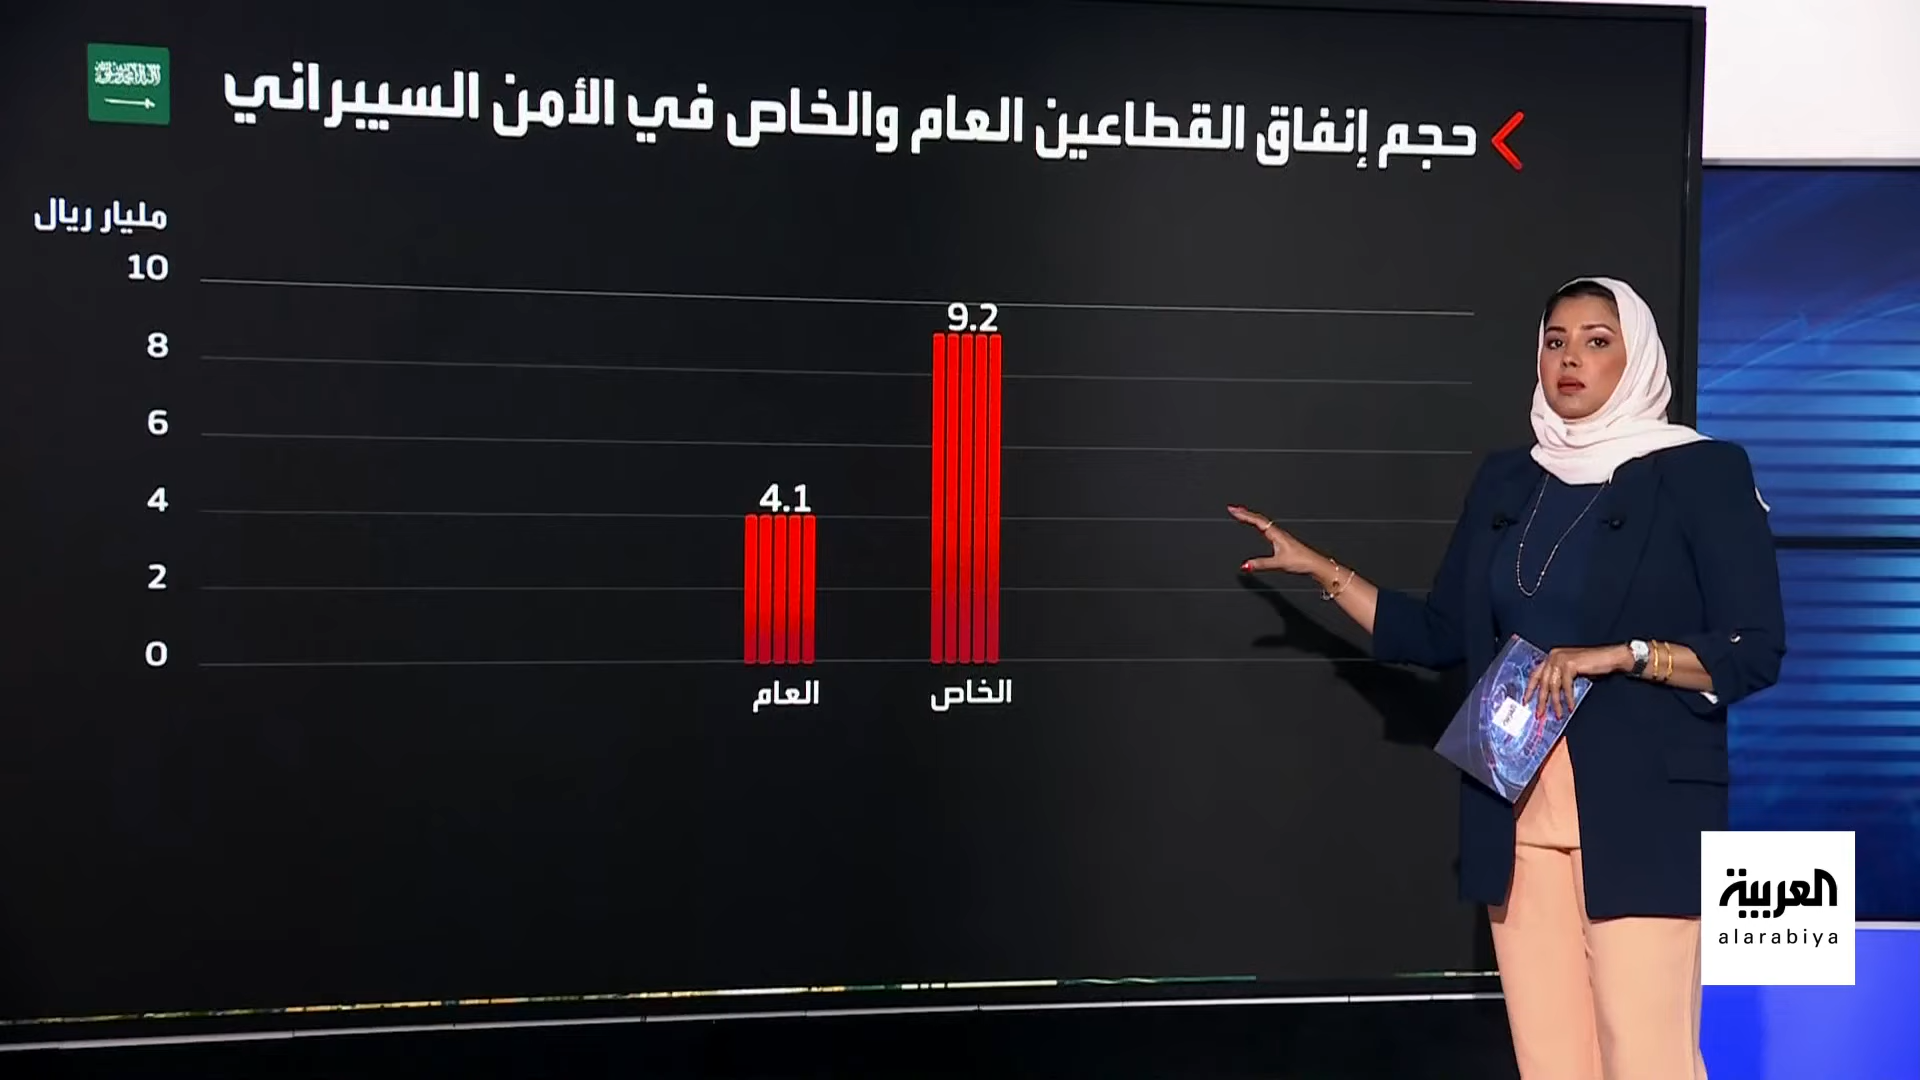 حجم إنفاق القطاعين العام والخاص في الأمن السيبراني
مليار ريال
10
8
6
4
2
0
9.2
4.1
الخاص
العام
العربية
alarabiya